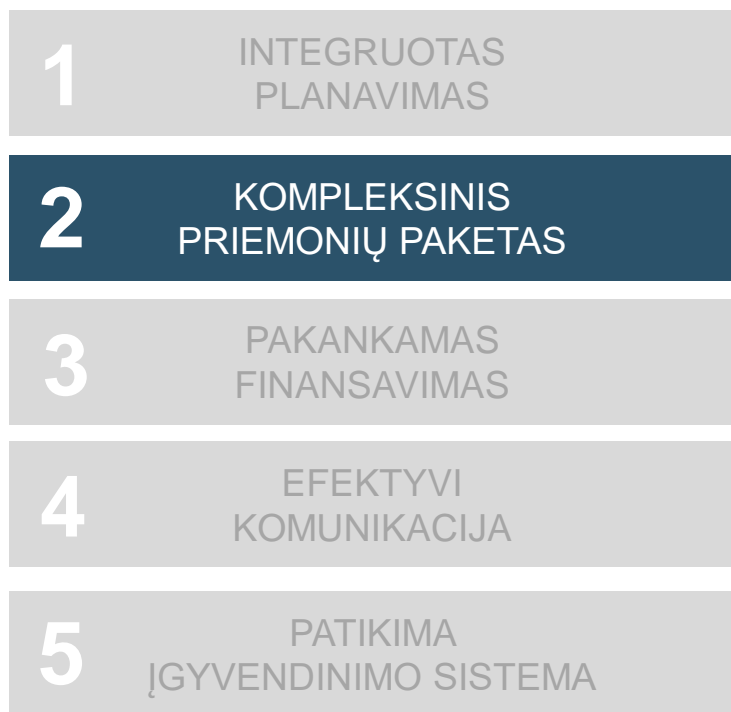 1
INTEGRUOTAS
PLANAVIMAS
2
KOMPLEKSINIS
PRIEMONIŲ PAKETAS
3
PAKANKAMAS
FINANSAVIMAS
4
EFEKTYVI
KOMUNIKACIJA
5
PATIKIMA
ĮGYVENDINIMO SISTEMA